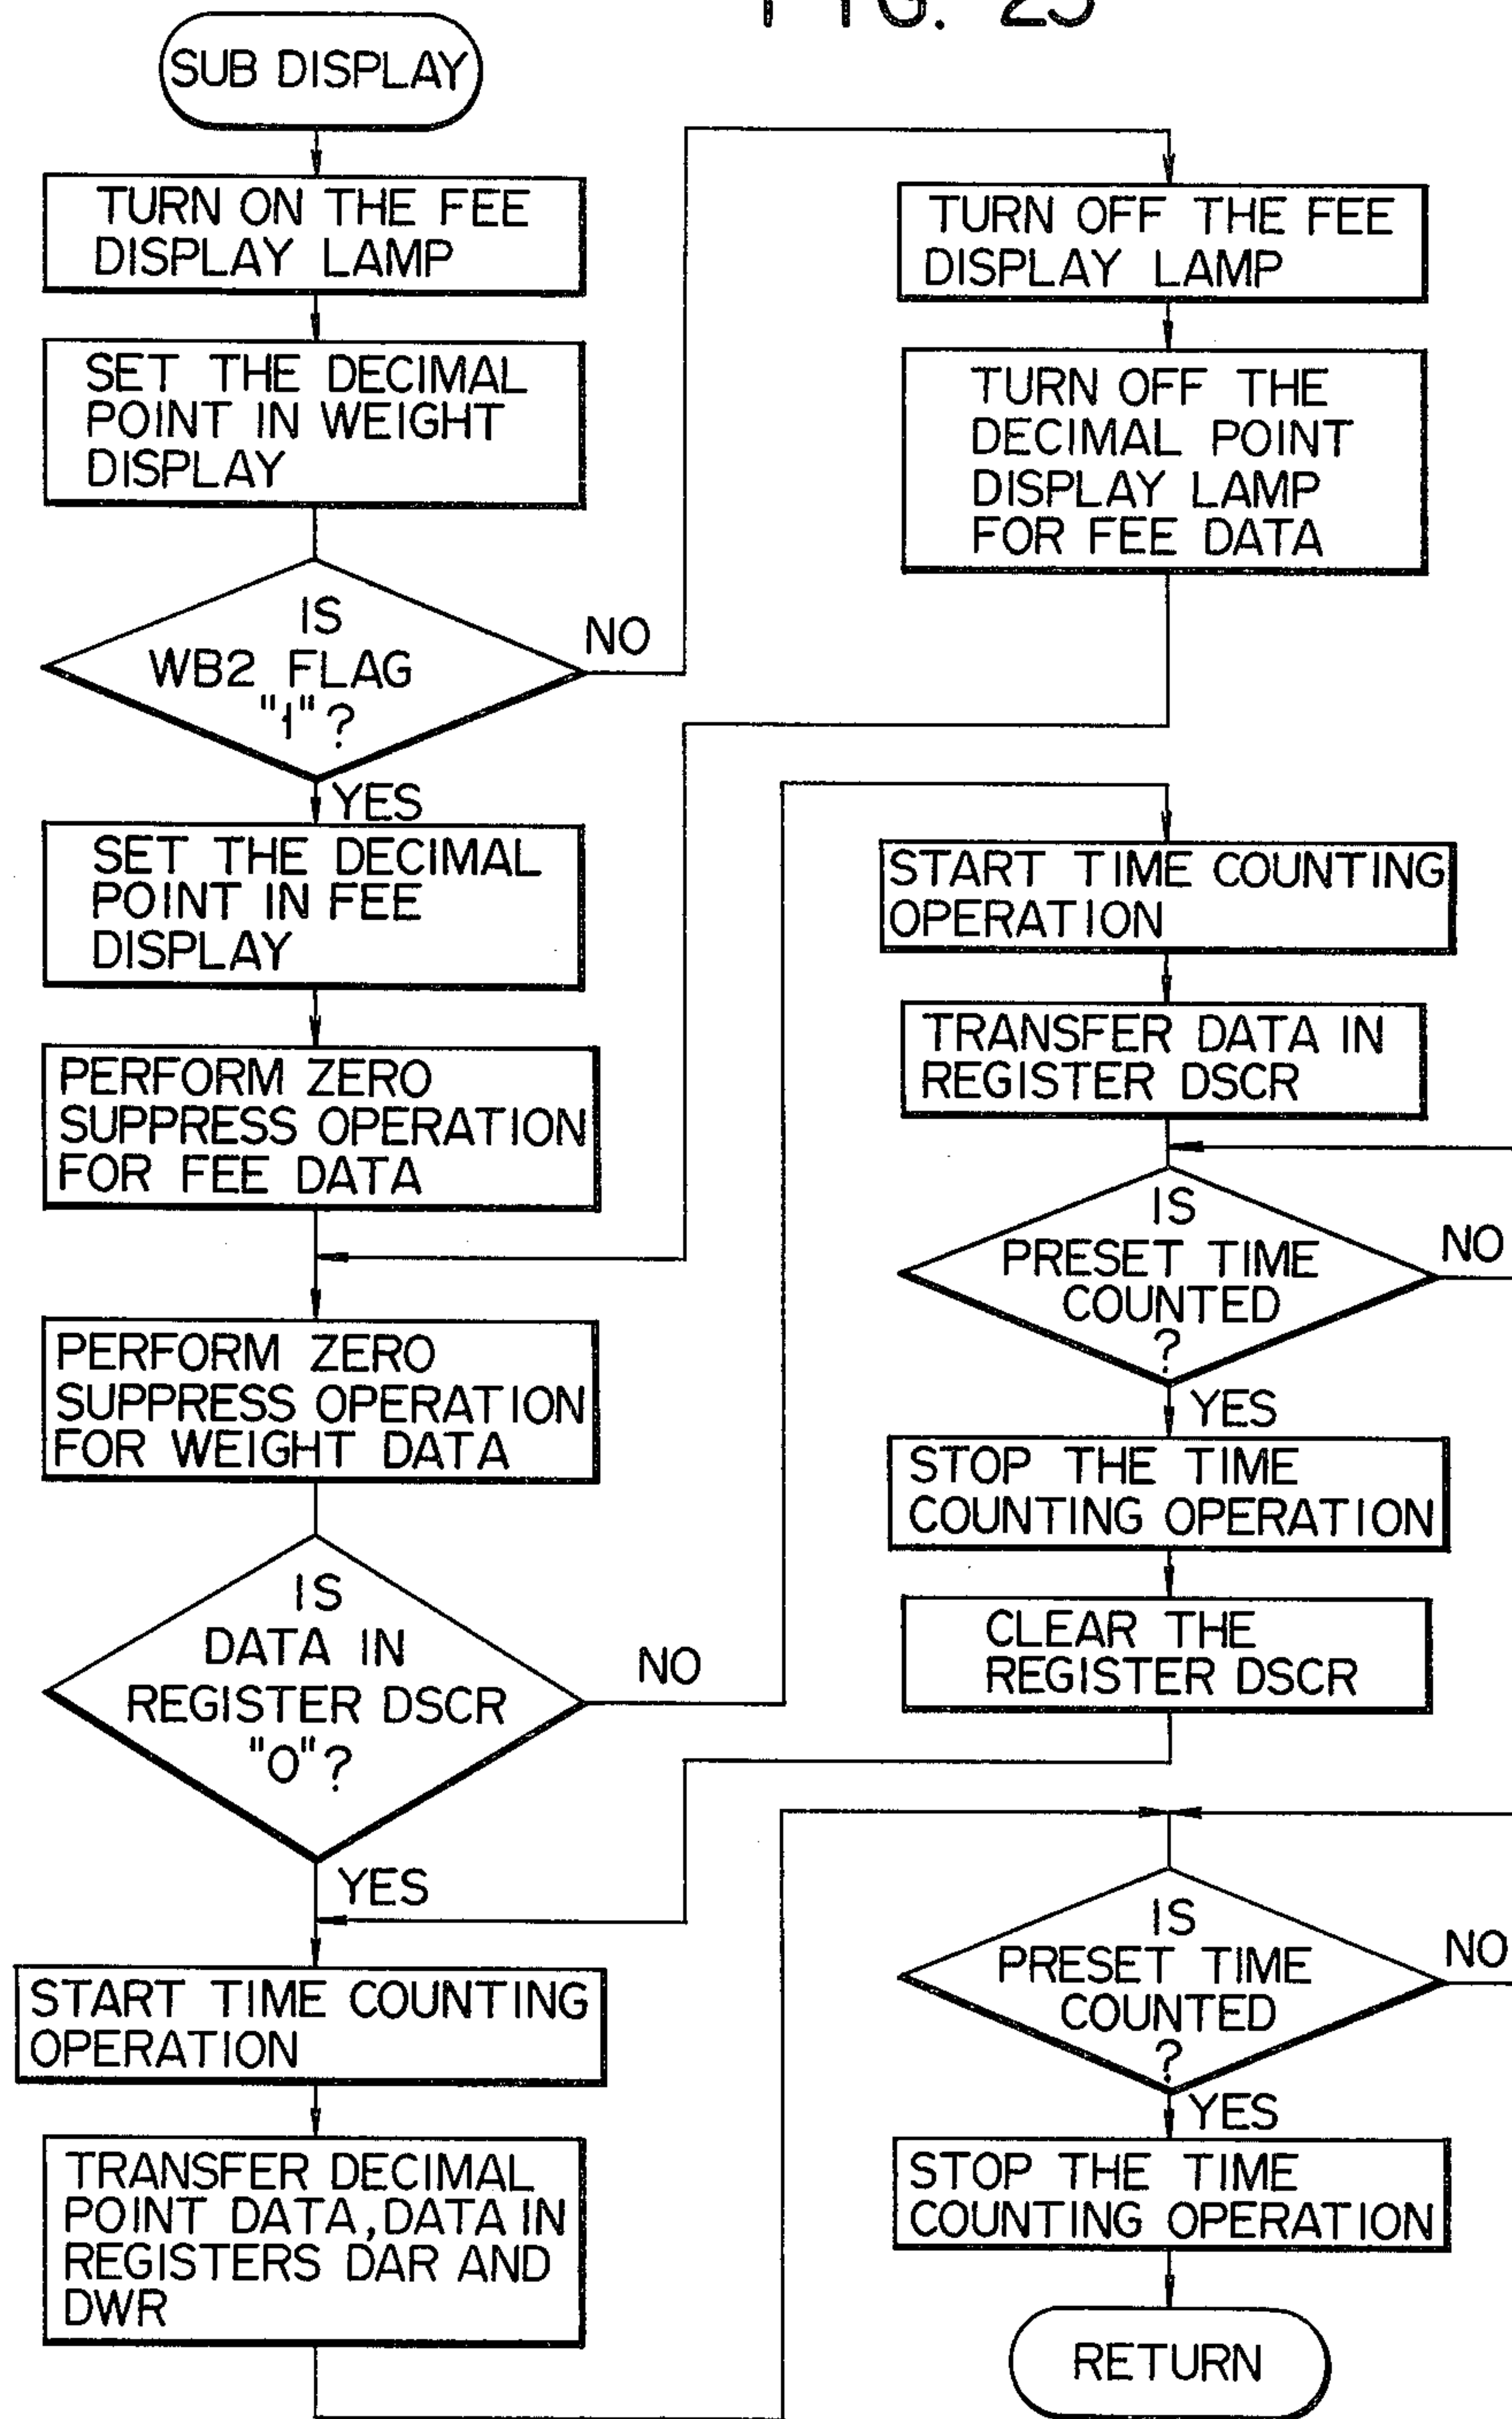 FIG. 25
SUB DISPLAY
TURN ON THE FEE
DISPLAY LAMP
SET THE DECIMAL
POINT IN WEIGHT
DISPLAY
IS
WB2 FLAG
"1"?
NO
YES
SET THE DECIMAL
POINT IN FEE
DISPLAY
PERFORM ZERO
SUPPRESS OPERATION
FOR FEE DATA
PERFORM ZERO
SUPPRESS OPERATION
FOR WEIGHT DATA
IS
DATA IN
REGISTER DSCR
"0"?
NO
YES
START TIME COUNTING
OPERATION
TRANSFER DECIMAL
POINT DATA, DATA IN
REGISTERS DAR AND
DWR
TURN OFF THE FEE
DISPLAY LAMP
TURN OFF THE
DECIMAL POINT
DISPLAY LAMP
FOR FEE DATA
START TIME COUNTING
OPERATION
TRANSFER DATA IN
REGISTER DSCR
IS
PRESET TIME
COUNTED
?
NO
YES
STOP THE TIME
COUNTING OPERATION
CLEAR THE
REGISTER DSCR
IS
PRESET TIME
COUNTED
?
NO
YES
STOP THE TIME
COUNTING OPERATION
RETURN